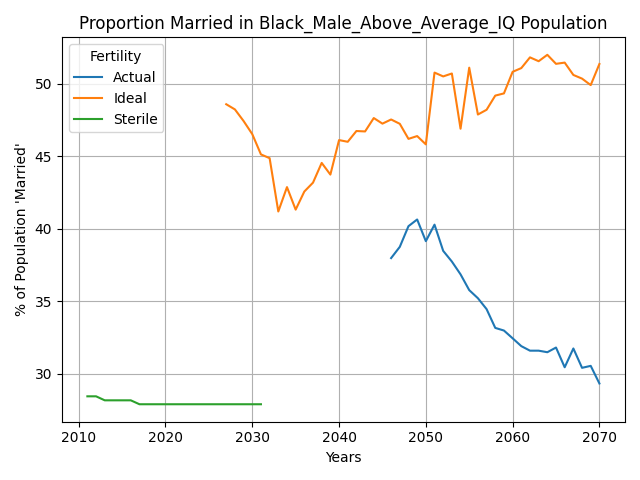 Proportion Married in Black_Male_Above_Average_IQ Population
Fertility
Actual
Ideal
Sterile
% of Population 'Married'
50
45
40
35
30
2010 2020 2030 2040 2050 2060 2070
Years